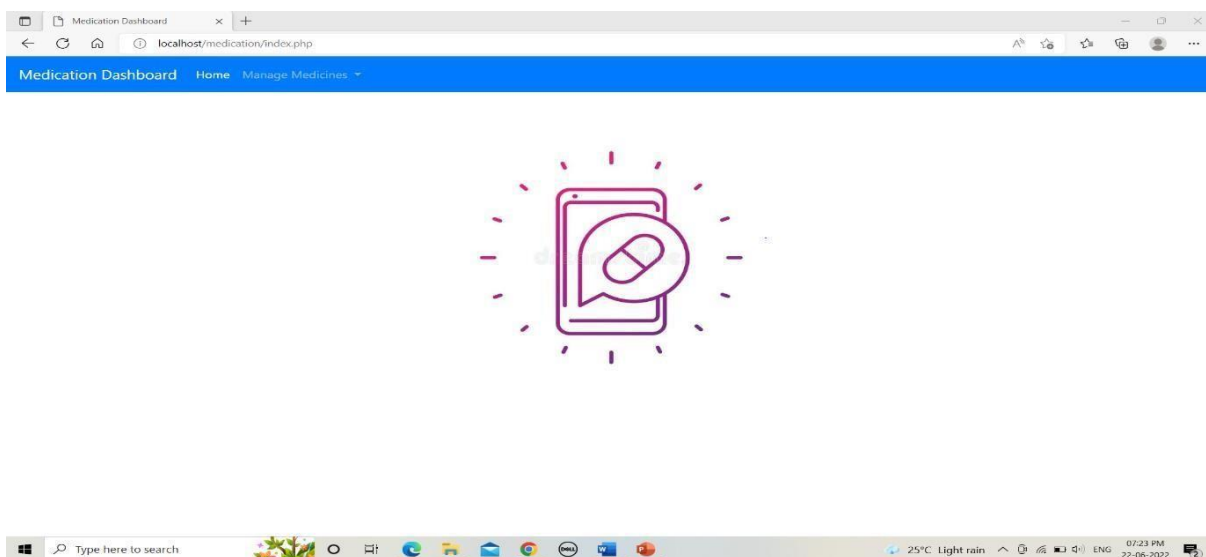 Medication Dashboard
localhost/medication/index.php
Medication Dashboard Home Manage Medicines
Type here to search
DELL
25°C Light rain ENG
07:23 PM
22-06-2022